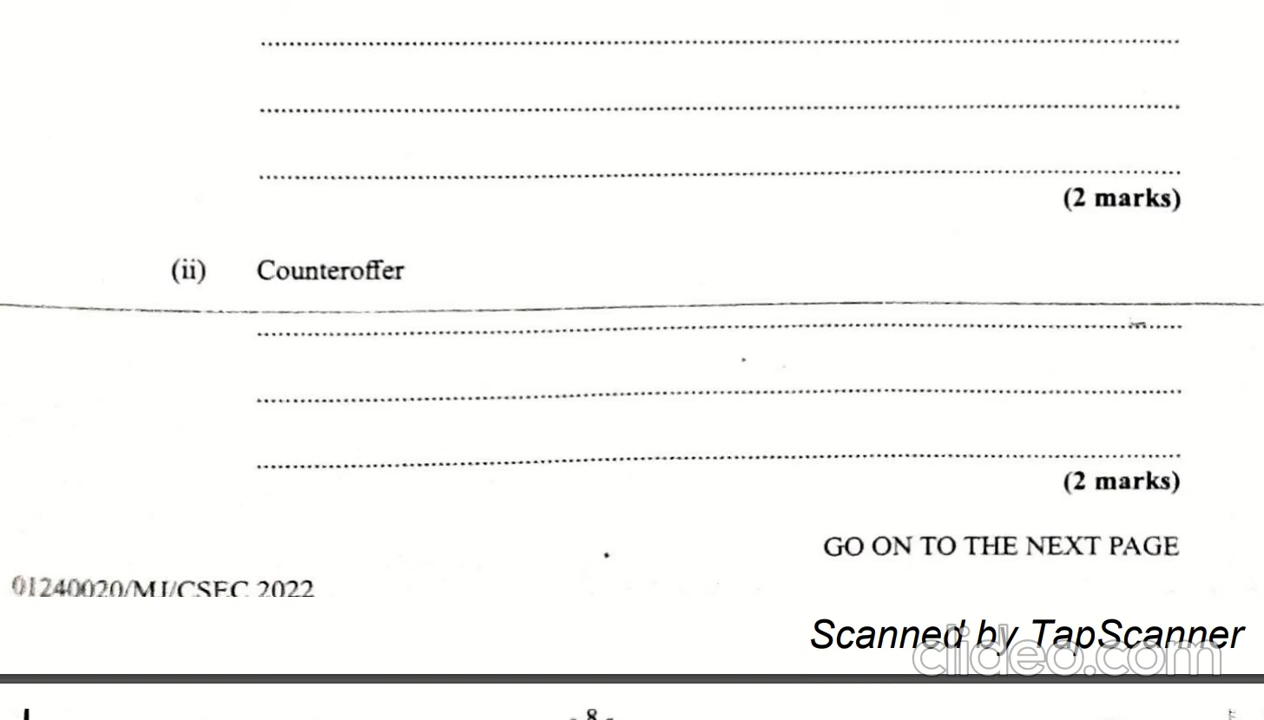 (2 marks)
(ii) Counteroffer
(2 marks)
GO ON TO THE NEXT PAGE
01240020/MJ/CSEC 2022
Scanned by TapScanner
clideo.com
- 8 -